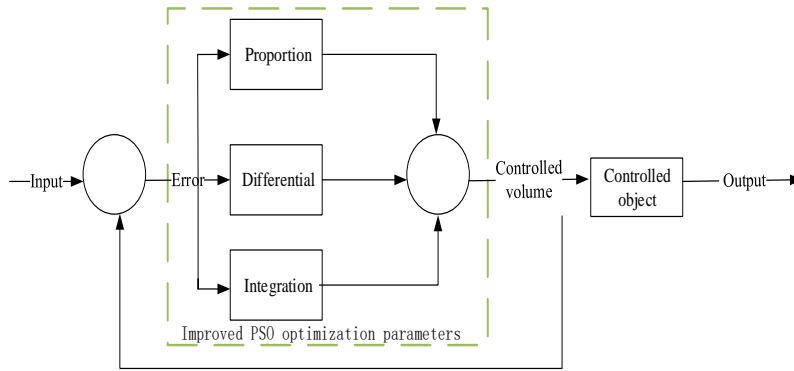 Proportion
Input
Error
Differential
Controlled
volume
Controlled
object
Output
Integration
Improved PSO optimization parameters